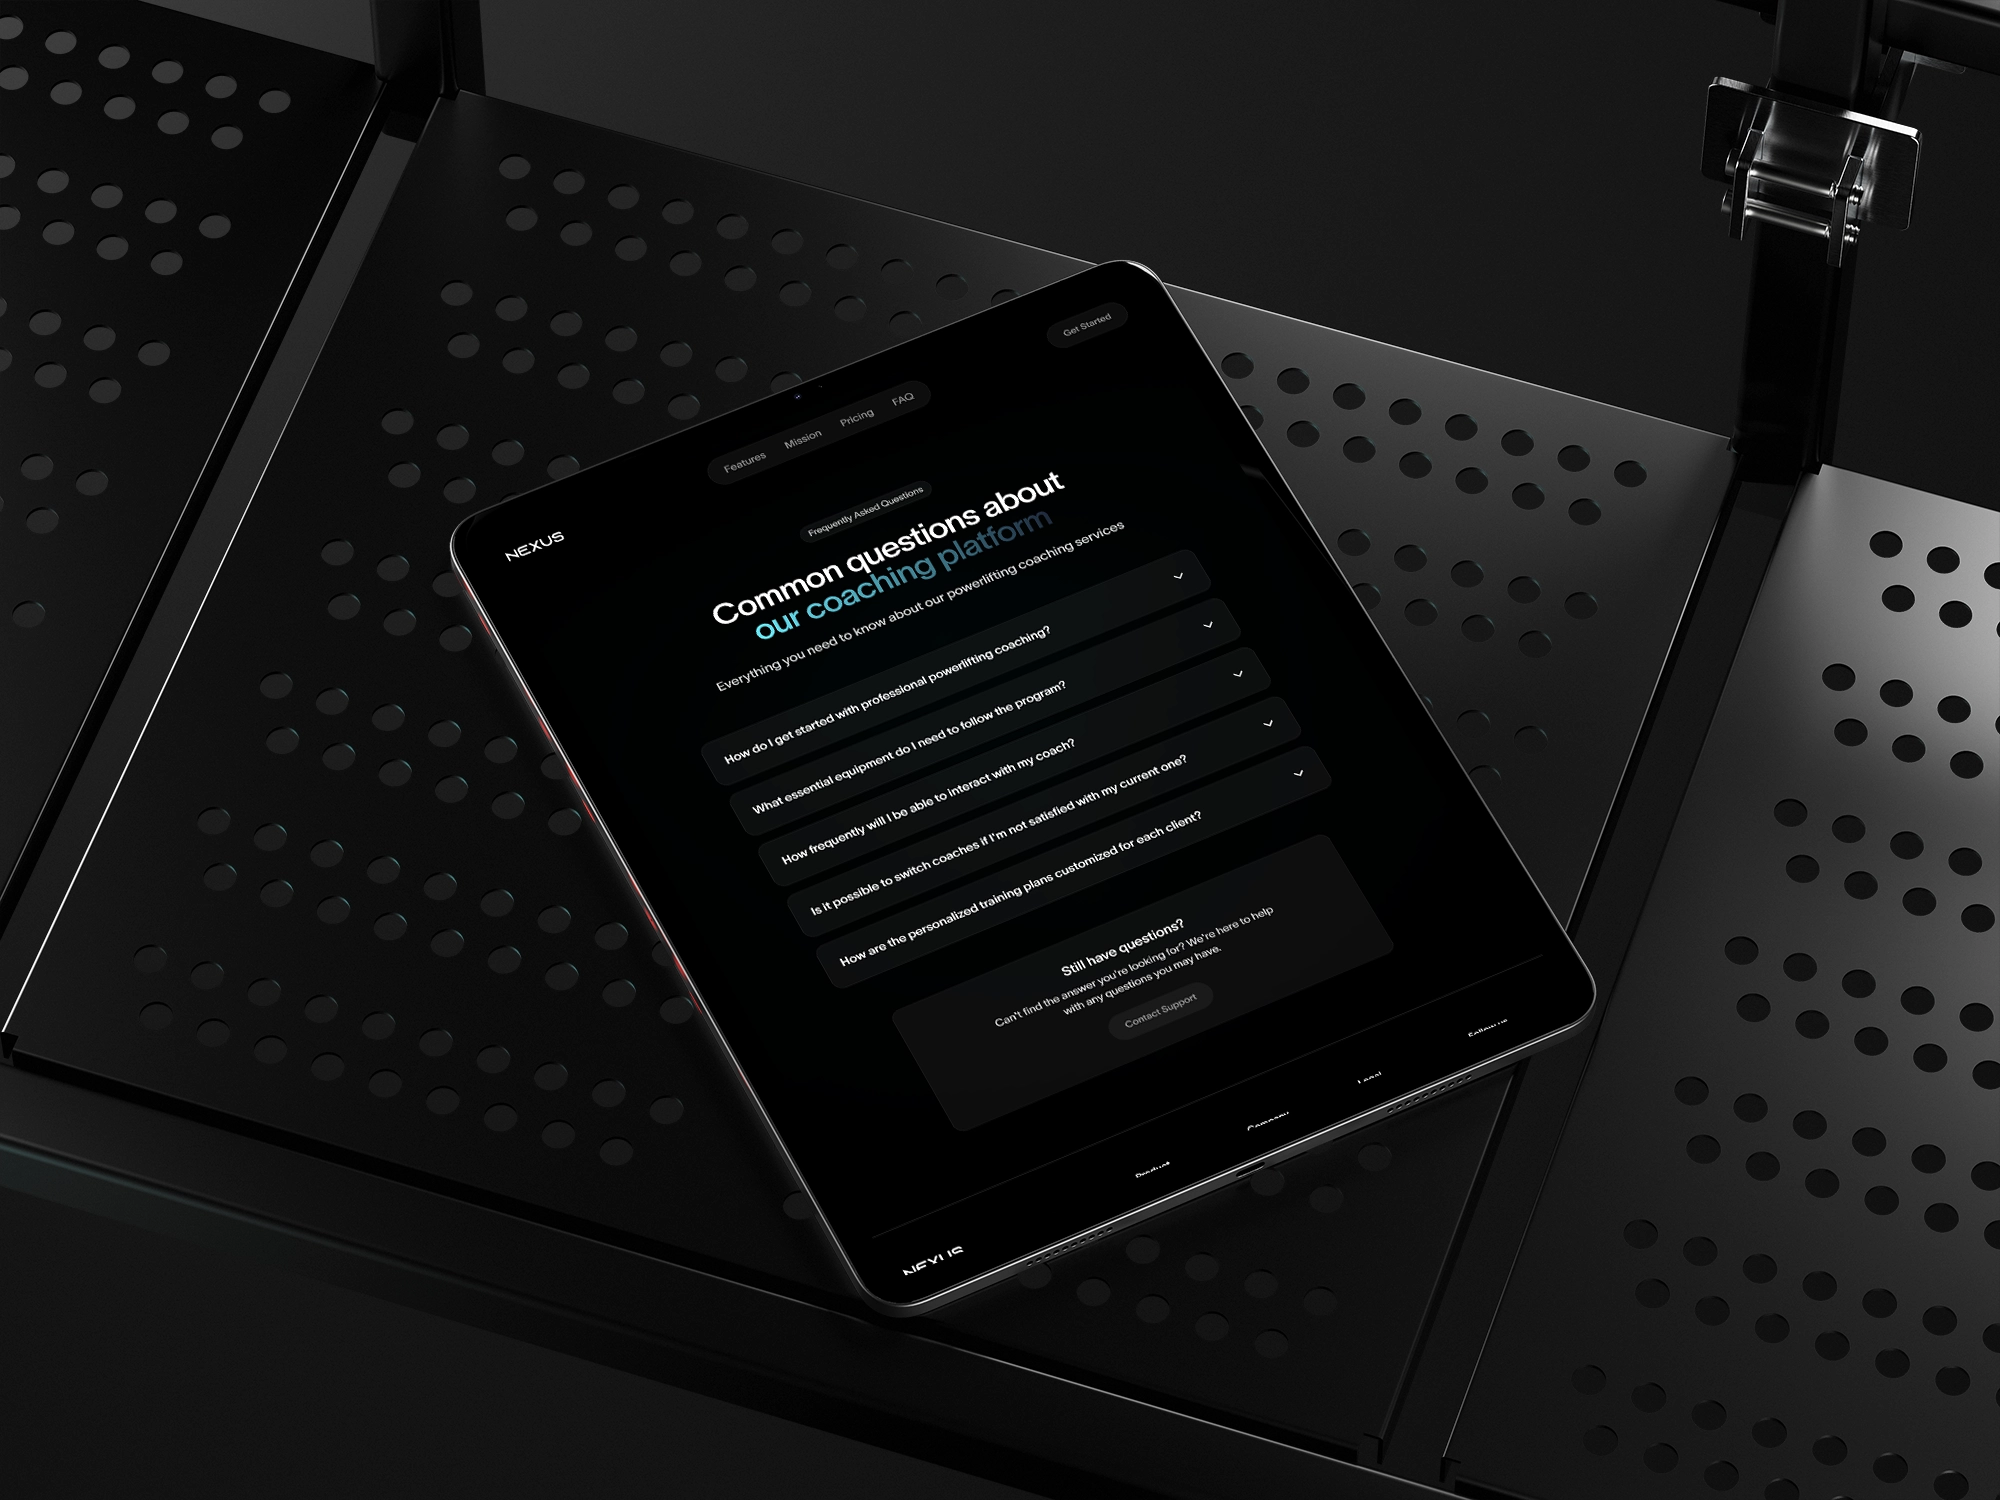 NEXUS
Features Mission Pricing FAQ
Get Started
Frequently Asked Questions
Common questions about
our coaching platform
Everything you need to know about our powerlifting coaching services
How do I get started with professional powerlifting coaching?
What essential equipment do I need to follow the program?
How frequently will I be able to interact with my coach?
Is it possible to switch coaches if I'm not satisfied with my current one?
How are the personalized training plans customized for each client?
Still have questions?
Can't find the answer you're looking for? We're here to help
with any questions you may have.
Contact Support
NEXUS
Product
Company
Legal
Follow us